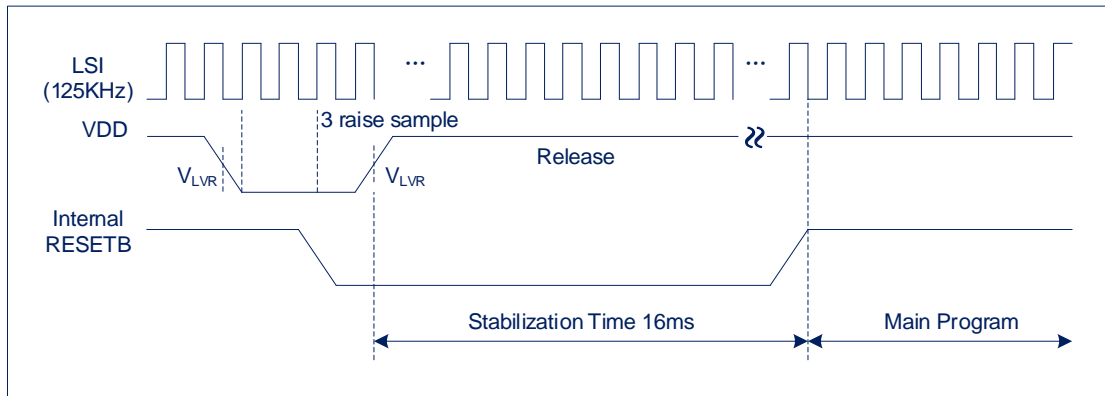 LSI
(125KHz)
... ...
3 raise sample
VDD
VLVR VLVR
Release
Internal
RESETB
Stabilization Time 16ms
Main Program